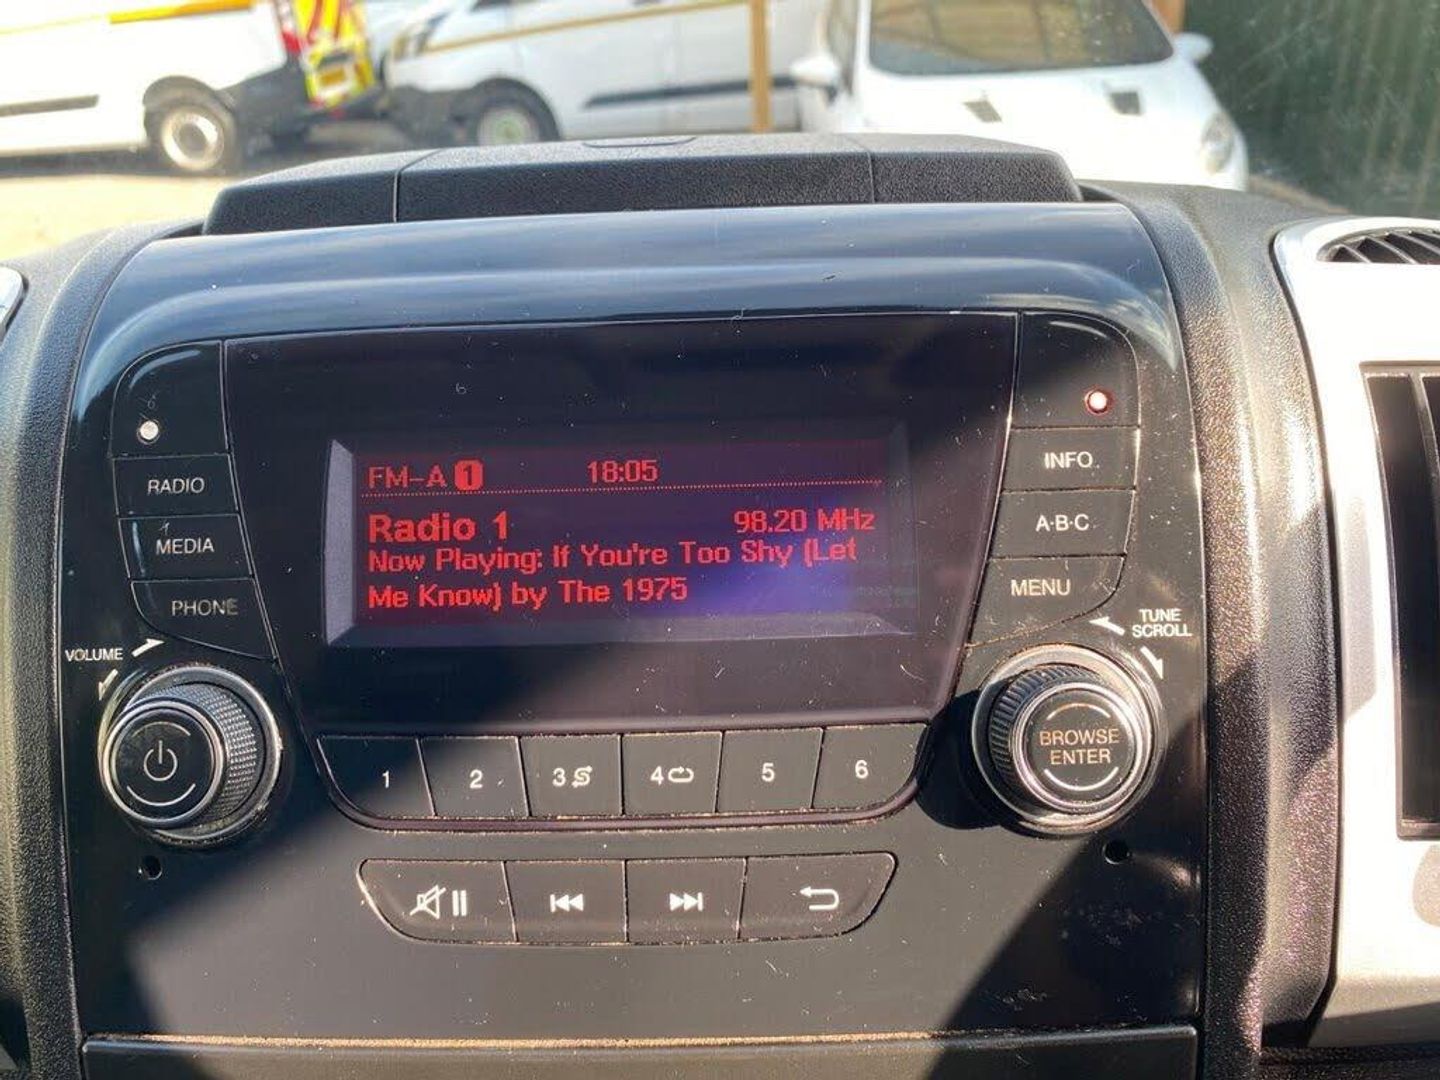 FM-A 1 18:05
Radio 1 98.20 MHz
Now Playing: If You're Too Shy (Let
Me Know) by The 1975
RADIO
MEDIA
PHONE
VOLUME
INFO
A·B·C
MENU
TUNE
SCROLL
BROWSE
ENTER
1 2 3 4 5 6